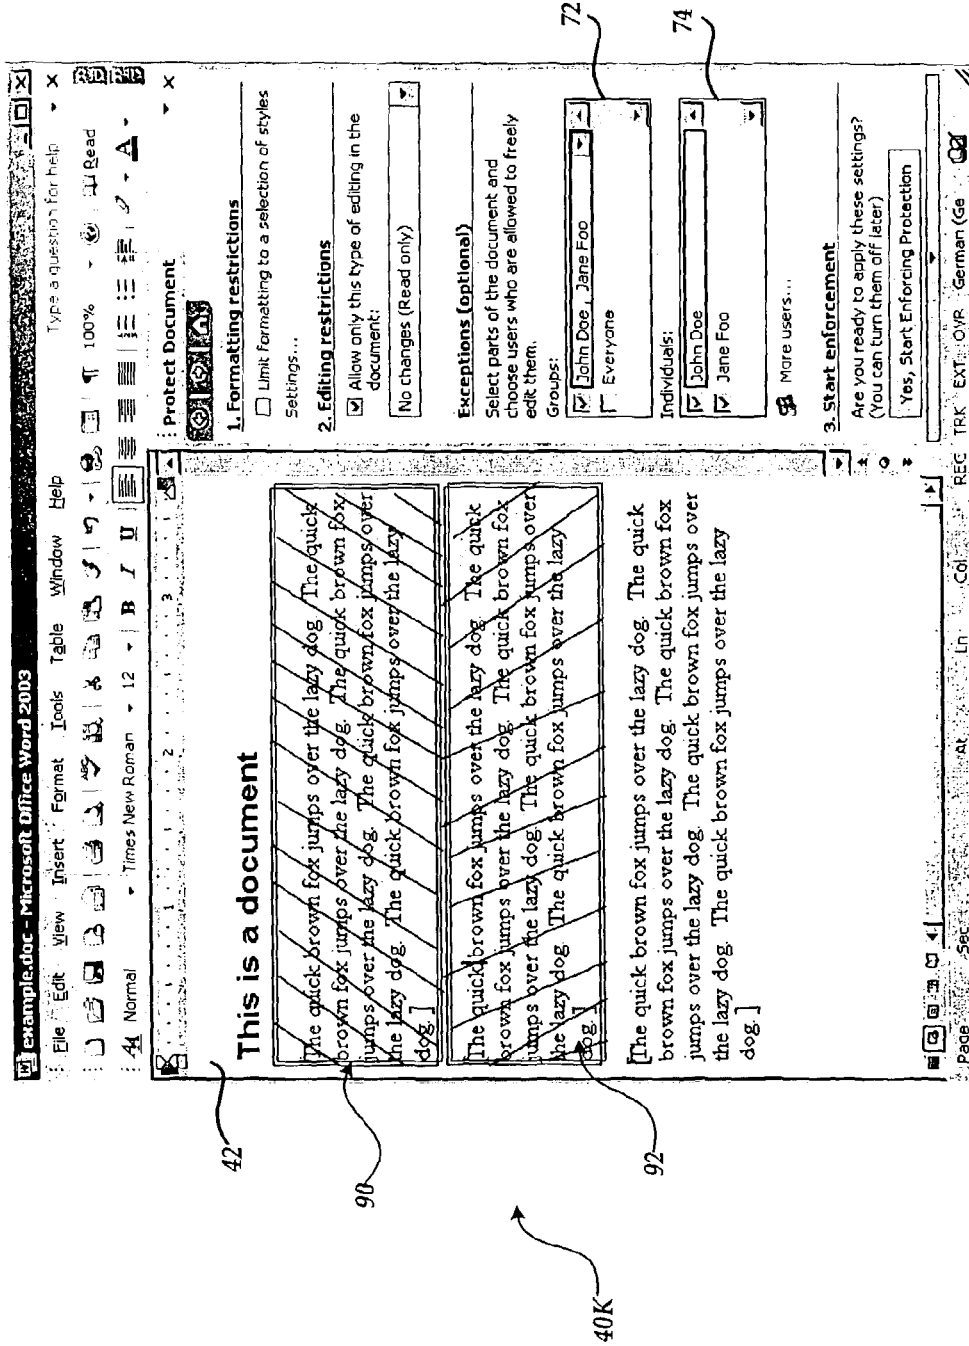 example.doc - Microsoft Office Word 2003
File Edit View Insert Format Tools Table Window Help
Type a question for help
100%
Read
Normal
Times New Roman
12
B I U
A
1 2 3
This is a document
The quick brown fox jumps over the lazy dog. The quick
brown fox jumps over the lazy dog. The quick brown fox
jumps over the lazy dog. The quick brown fox jumps over
the lazy dog. The quick brown fox jumps over the lazy
dog.]
The quick brown fox jumps over the lazy dog. The quick
brown fox jumps over the lazy dog. The quick brown fox
jumps over the lazy dog. The quick brown fox jumps over
the lazy dog. The quick brown fox jumps over the lazy
dog.]
[The quick brown fox jumps over the lazy dog. The quick
brown fox jumps over the lazy dog. The quick brown fox
jumps over the lazy dog. The quick brown fox jumps over
the lazy dog. The quick brown fox jumps over the lazy
dog.]
Protect Document
1. Formatting restrictions
Limit formatting to a selection of styles
Settings...
2. Editing restrictions
Allow only this type of editing in the
document:
No changes (Read only)
Exceptions (optional)
Select parts of the document and
choose users who are allowed to freely
edit them.
Groups:
John Doe, Jane Foo
Everyone
Individuals:
John Doe
Jane Foo
More users...
3. Start enforcement
Are you ready to apply these settings?
(You can turn them off later)
Yes, Start Enforcing Protection
Page Sec At Ln Col REC TRK EXT OVR German (Ge
42
90
92
40K
72
74